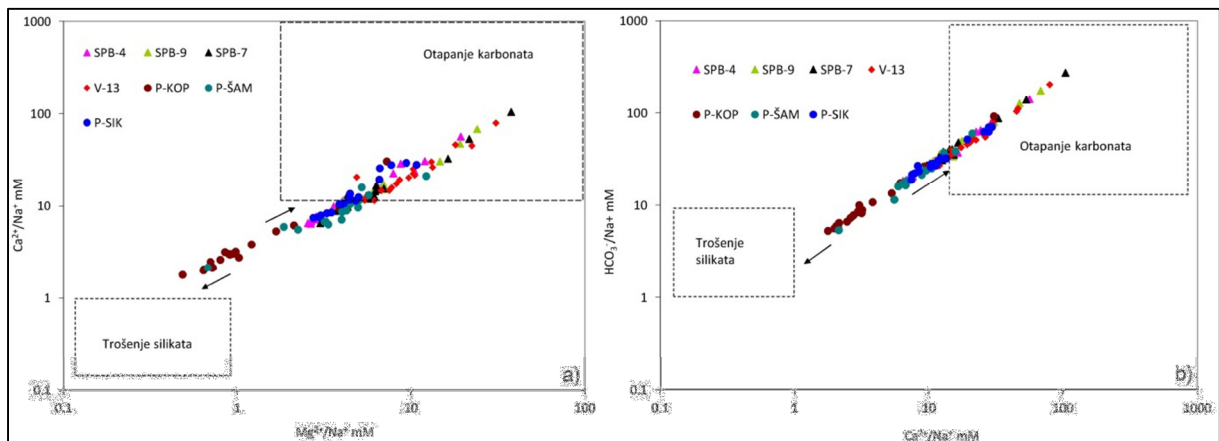 1000
100
10
1
0.1
Ca²⁺/Na⁺ mM
SPB-4 SPB-9 SPB-7
V-13 P-KOP P-ŠAM
P-SIK
Otapanje karbonata
Trošenje silikata
a)
0.1 1 10 100
Mg²⁺/Na⁺ mM
1000
100
10
1
0.1
HCO₃⁻/Na+ mM
SPB-4 SPB-9 SPB-7 V-13
P-KOP P-ŠAM P-SIK
Otapanje karbonata
Trošenje
silikata
b)
0.1 1 10 100 1000
Ca²⁺/Na⁺ mM